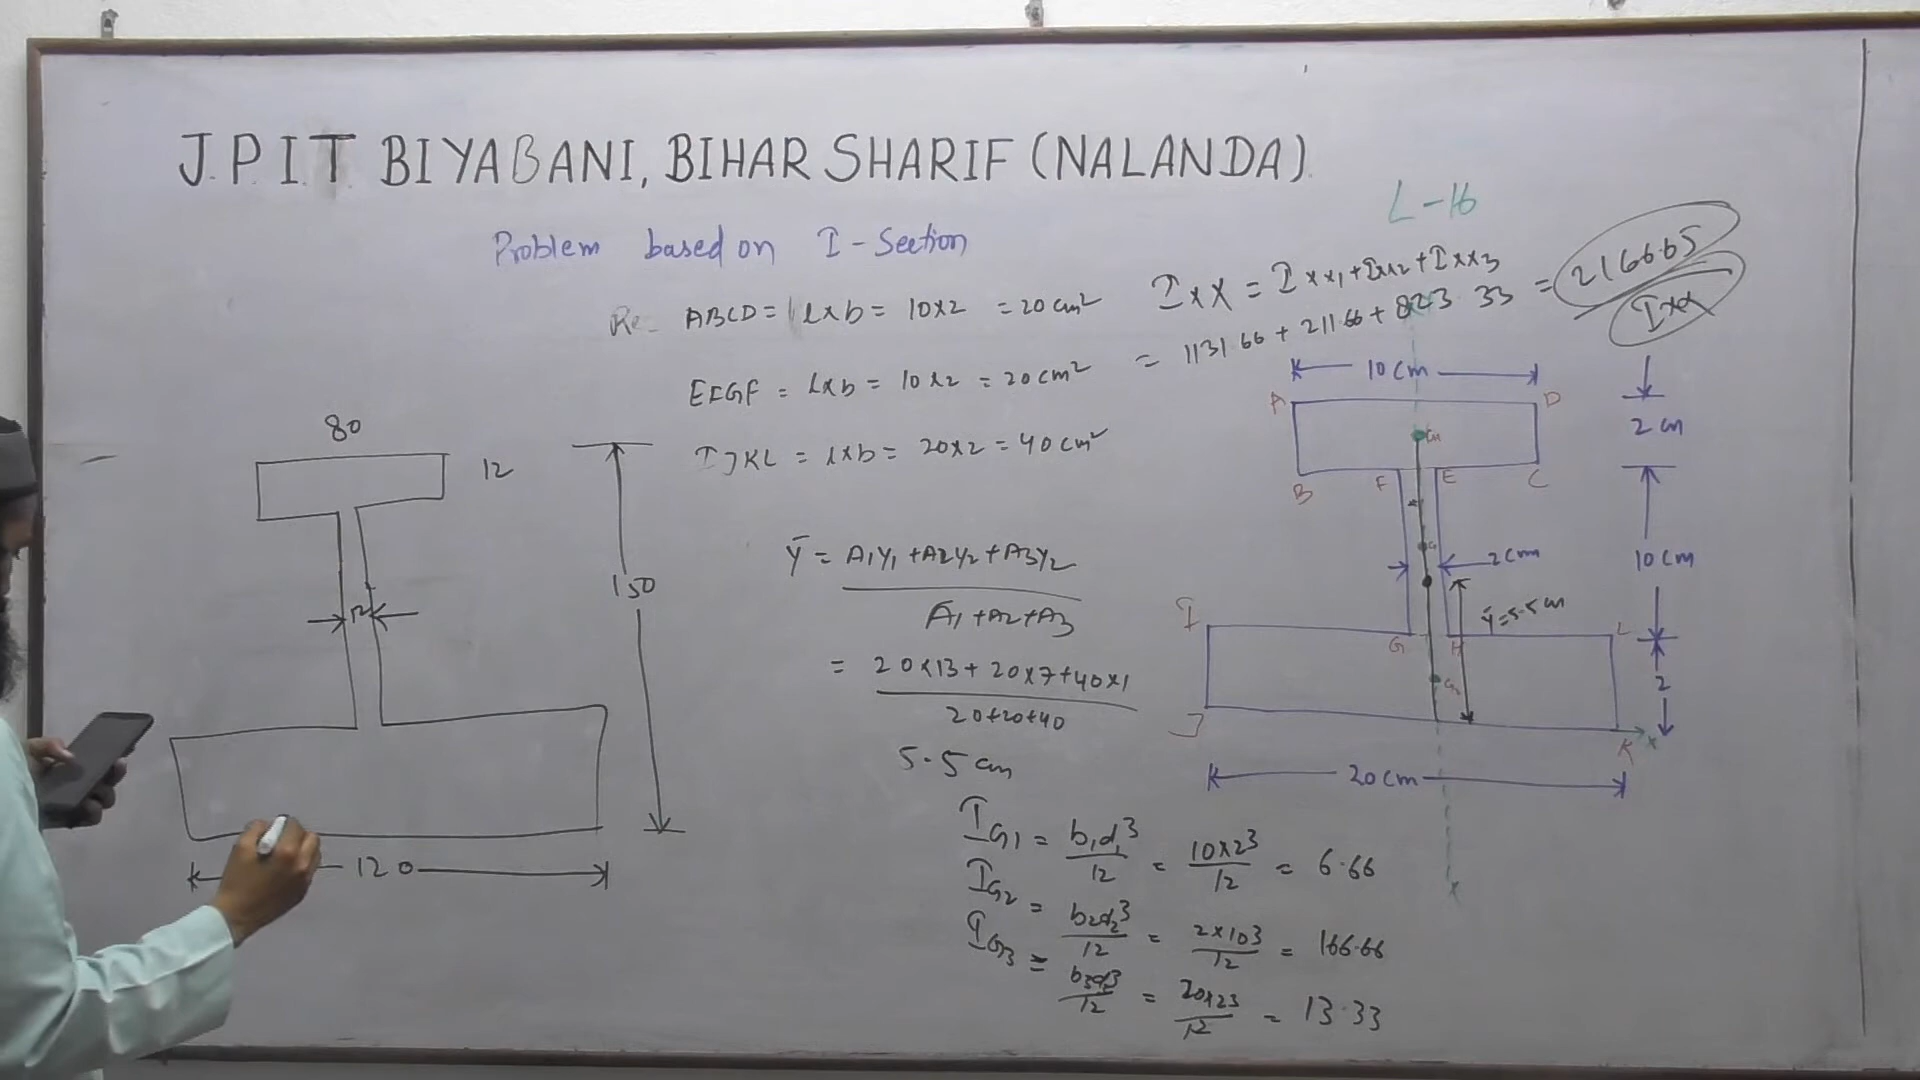 J.P.I.T BIYABANI, BIHAR SHARIF (NALANDA).
L-16
Problem based on I-Section
Re- ABCD = l×b = 10×2 = 20 cm²
EFGF = l×b = 10×2 = 20 cm²
IJKL = l×b = 20×2 = 40 cm²
IXX = Ixx1 + Ixx2 + Ixx3 = 2166.65
= 1131.66 + 211.66 + 823.33
Ixx
80
12
150
12
120
ȳ = A1y1 + A2y2 + A3y2
A1 + A2 + A3
= 20×13 + 20×7 + 40×1
20+20+40
5.5 cm
IG1 = b1d1³/12 = 10×2³/12 = 6.66
IG2 = b2d2³/12 = 2×10³/12 = 166.66
IG3 = b3d3³/12 = 20×2³/12 = 13.33
10 cm
A D
2 cm
G1
B F E C
2 cm
10 cm
ȳ=5.5 cm
I G H L
2
J K x
20 cm